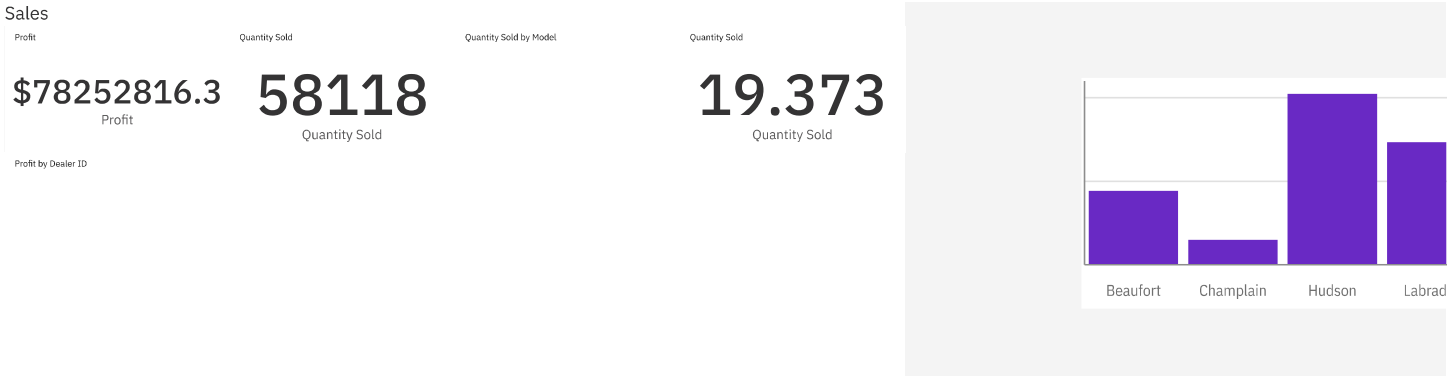 Sales
Profit Quantity Sold Quantity Sold by Model Quantity Sold
$78252816.3 58118 19.373
Profit Quantity Sold Quantity Sold
Profit by Dealer ID
Beaufort Champlain Hudson Labrad